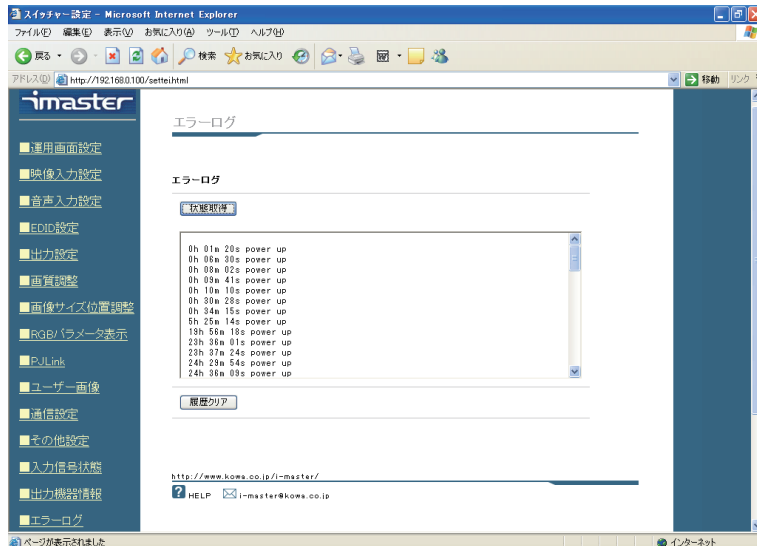 スイッチャー設定 - Microsoft Internet Explorer
ファイル(F) 編集(E) 表示(V) お気に入り(A) ツール(T) ヘルプ(H)
戻る 検索 お気に入り
アドレス(D) http://192.168.0.100/settei.html 移動 リンク
imaster
エラーログ
■運用画面設定
■映像入力設定
■音声入力設定
■EDID設定
■出力設定
■画質調整
■画像サイズ位置調整
■RGBパラメータ表示
■PJLink
■ユーザー画像
■通信設定
■その他設定
■入力信号状態
■出力機器情報
■エラーログ
エラーログ
状態取得
0h 01m 20s power up
0h 06m 30s power up
0h 08m 02s power up
0h 09m 41s power up
0h 10m 10s power up
0h 30m 28s power up
0h 34m 15s power up
5h 25m 14s power up
19h 56m 18s power up
23h 36m 01s power up
23h 37m 24s power up
24h 29m 54s power up
24h 36m 09s power up
履歴クリア
http://www.kowa.co.jp/i-master/
? HELP i-master@kowa.co.jp
ページが表示されました インターネット